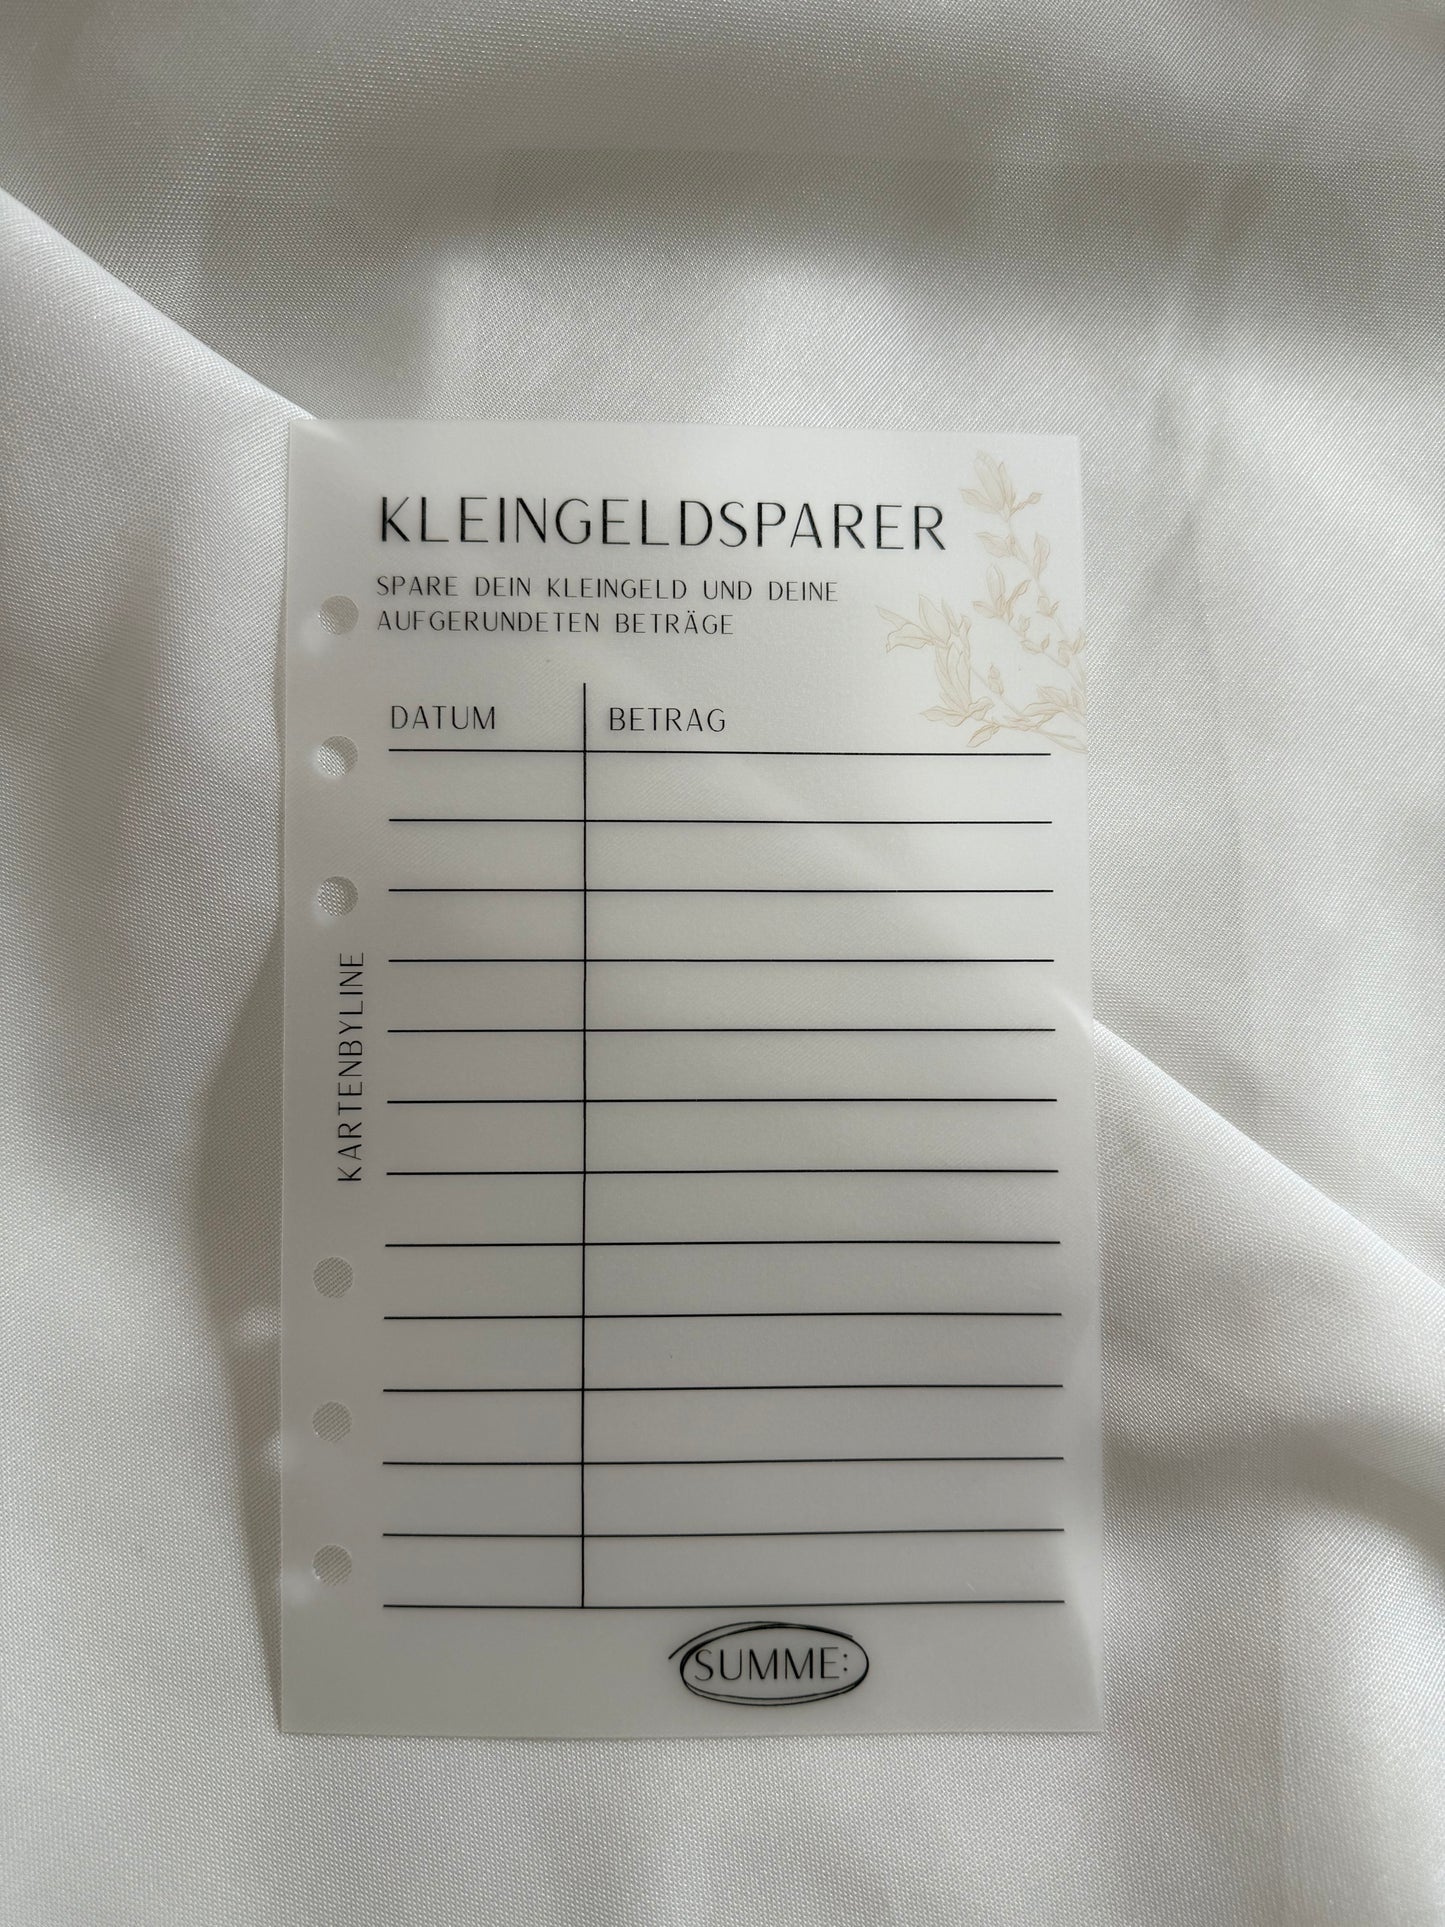 KLEINGELDSPARER
SPARE DEIN KLEINGELD UND DEINE
AUFGERUNDETEN BETRÄGE
DATUM BETRAG
KARTENBYLINE
SUMME: